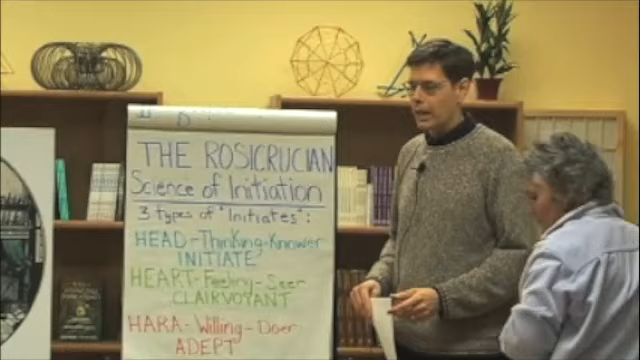 THE ROSICRUCIAN
Science of Initiation
3 types of "Initiates":
HEAD-Thinking-Knower
INITIATE
HEART-Feeling-Seer
CLAIRVOYANT
HARA-Willing-Doer
ADEPT